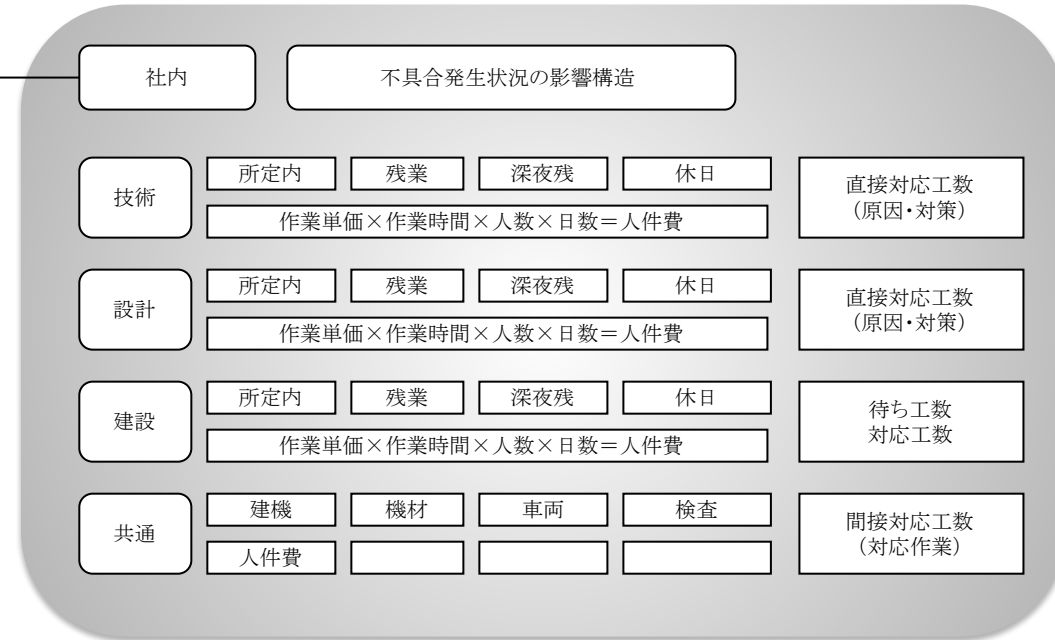 社内
不具合発生状況の影響構造
技術
所定内
残業
深夜残
休日
作業単価×作業時間×人数×日数＝人件費
直接対応工数
（原因・対策）
設計
所定内
残業
深夜残
休日
作業単価×作業時間×人数×日数＝人件費
直接対応工数
（原因・対策）
建設
所定内
残業
深夜残
休日
作業単価×作業時間×人数×日数＝人件費
待ち工数
対応工数
共通
建機
機材
車両
検査
人件費
間接対応工数
（対応作業）